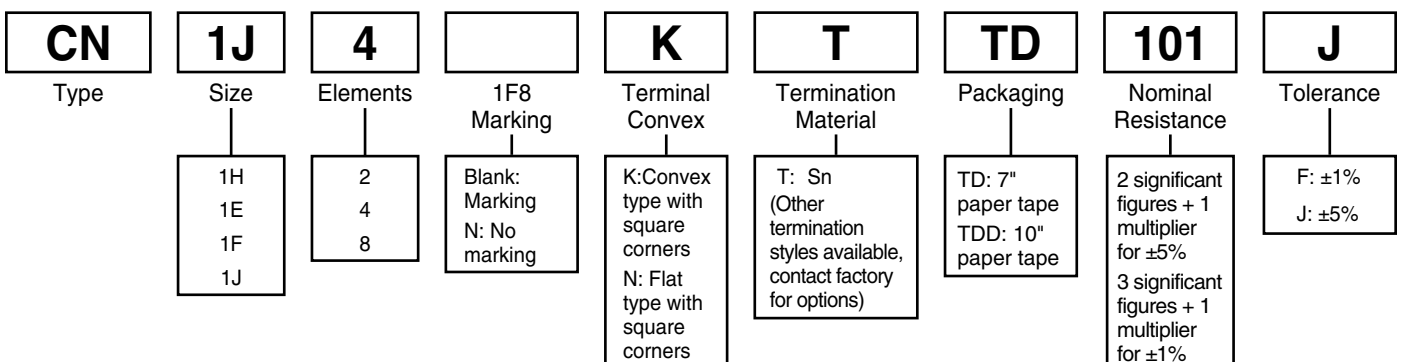 CN 1J 4 K T TD 101 J
Type Size Elements 1F8 Marking Terminal Convex Termination Material Packaging Nominal Resistance Tolerance
1H
1E
1F
1J
2
4
8
Blank:
Marking
N: No
marking
K:Convex
type with
square
corners
N: Flat
type with
square
corners
T: Sn
(Other
termination
styles available,
contact factory
for options)
TD: 7"
paper tape
TDD: 10"
paper tape
2 significant
figures + 1
multiplier
for ±5%
3 significant
figures + 1
multiplier
for ±1%
F: ±1%
J: ±5%